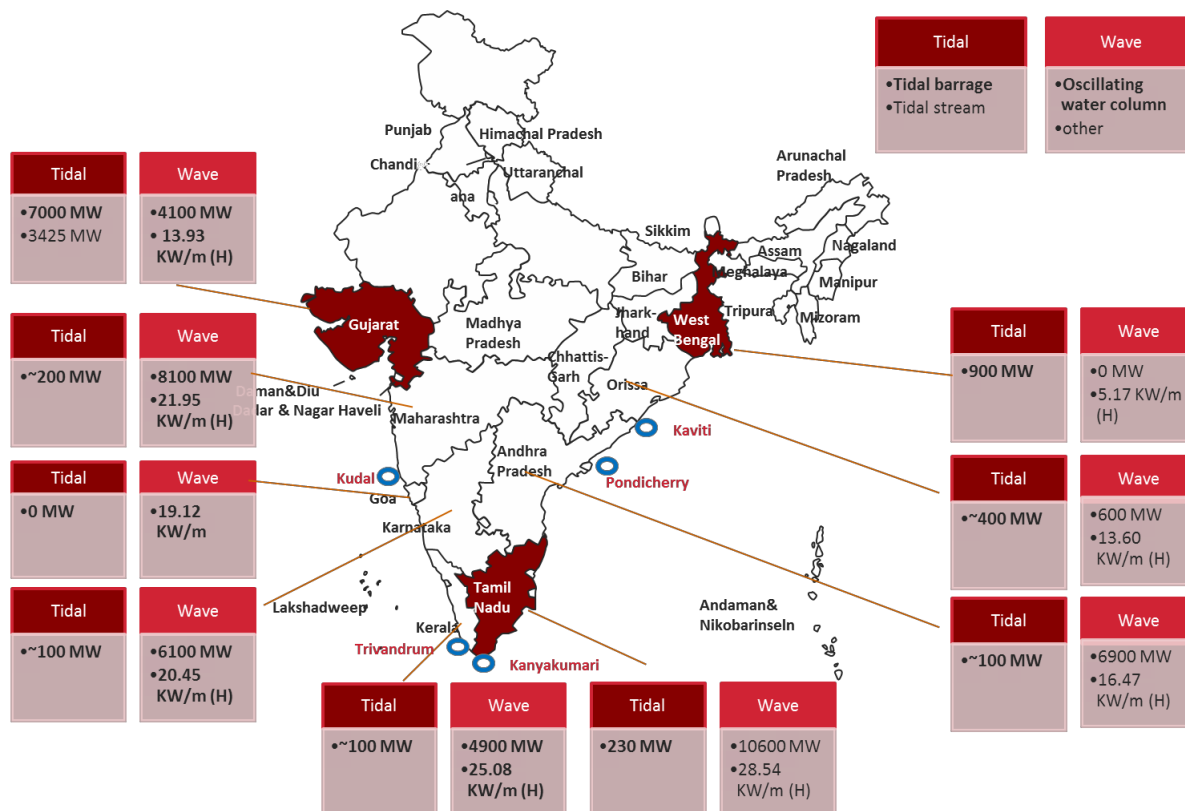 Tidal
•Tidal barrage
•Tidal stream
Wave
•Oscillating
water column
•other
Punjab
Himachal Pradesh
Chandi
Uttaranchal
ana
Arunachal
Pradesh
Sikkim
Assam
Nagaland
Bihar
Meghalaya
Manipur
Tripura
Mizoram
Jhark-
hand
West
Bengal
Gujarat
Madhya
Pradesh
Chhattis-
Garh
Orissa
Daman&Diu
Da lar & Nagar Haveli
Maharashtra
Kaviti
Andhra
Pradesh
Pondicherry
Kudal
Goa
Karnataka
Tamil
Nadu
Lakshadweep
Kerala
Trivandrum
Kanyakumari
Andaman&
Nikobarinseln
Tidal
•7000 MW
•3425 MW
Wave
•4100 MW
• 13.93
KW/m (H)
Tidal
•~200 MW
Wave
•8100 MW
•21.95
KW/m (H)
Tidal
•0 MW
Wave
•19.12
KW/m
Tidal
•~100 MW
Wave
•6100 MW
•20.45
KW/m (H)
Tidal
•~100 MW
Wave
•4900 MW
•25.08
KW/m (H)
Tidal
•230 MW
Wave
•10600 MW
•28.54
KW/m (H)
Tidal
•900 MW
Wave
•0 MW
•5.17 KW/m
(H)
Tidal
•~400 MW
Wave
•600 MW
•13.60
KW/m (H)
Tidal
•~100 MW
Wave
•6900 MW
•16.47
KW/m (H)